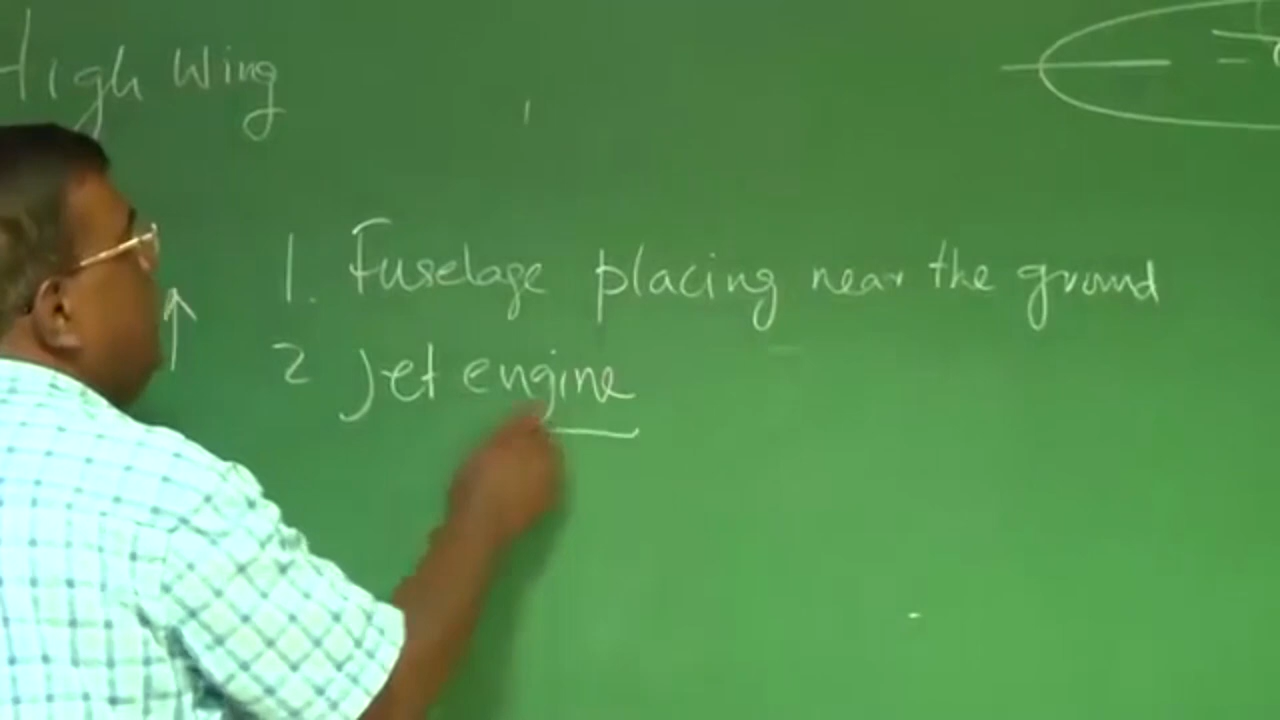 High Wing
1. Fuselage placing near the ground
2 Jet engine